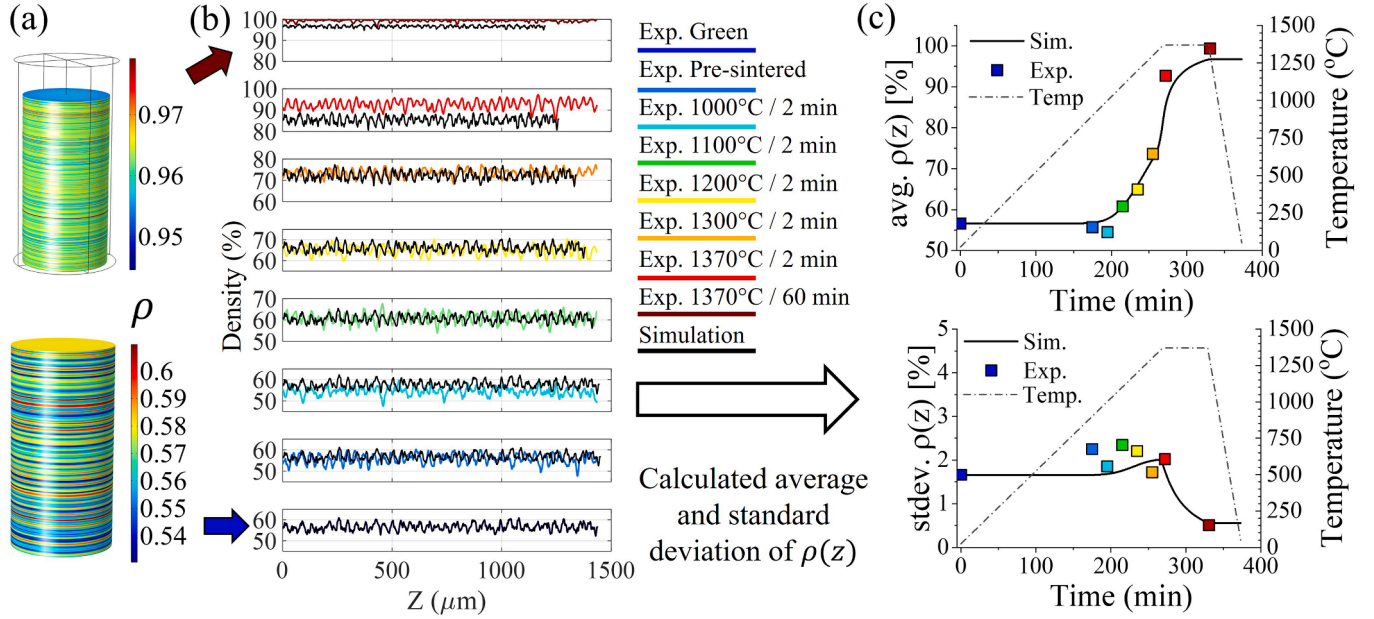 (a)
0.97
0.96
0.95
ρ
0.6
0.59
0.58
0.57
0.56
0.55
0.54
(b)
Density (%)
100
90
80
100
90
80
80
70
60
70
60
70
60
50
60
50
60
50
60
50
0
500
1000
1500
Z (μm)
Exp. Green
Exp. Pre-sintered
Exp. 1000°C / 2 min
Exp. 1100°C / 2 min
Exp. 1200°C / 2 min
Exp. 1300°C / 2 min
Exp. 1370°C / 2 min
Exp. 1370°C / 60 min
Simulation
Calculated average
and standard
deviation of ρ(z)
(c)
avg. ρ(z) [%]
100
90
80
70
60
50
Sim.
Exp.
Temp
1500
1250
1000
750
500
250
0
Temperature (°C)
0
100
200
300
400
Time (min)
stdev. ρ(z) [%]
5
4
3
2
1
0
Sim.
Exp.
Temp.
1500
1250
1000
750
500
250
0
Temperature (°C)
0
100
200
300
400
Time (min)